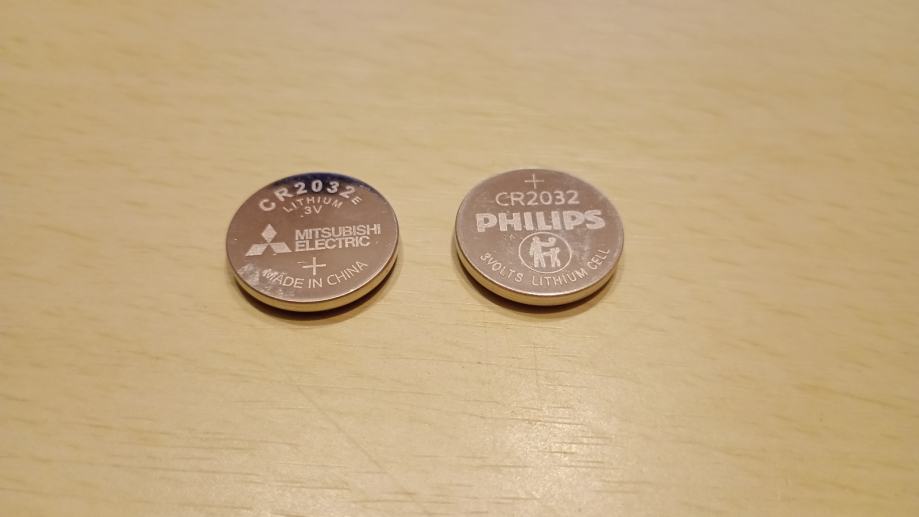 CR2032E
LITHIUM
3V
MITSUBISHI
ELECTRIC
+
MADE IN CHINA
+
CR2032
PHILIPS
3VOLTS LITHIUM CELL